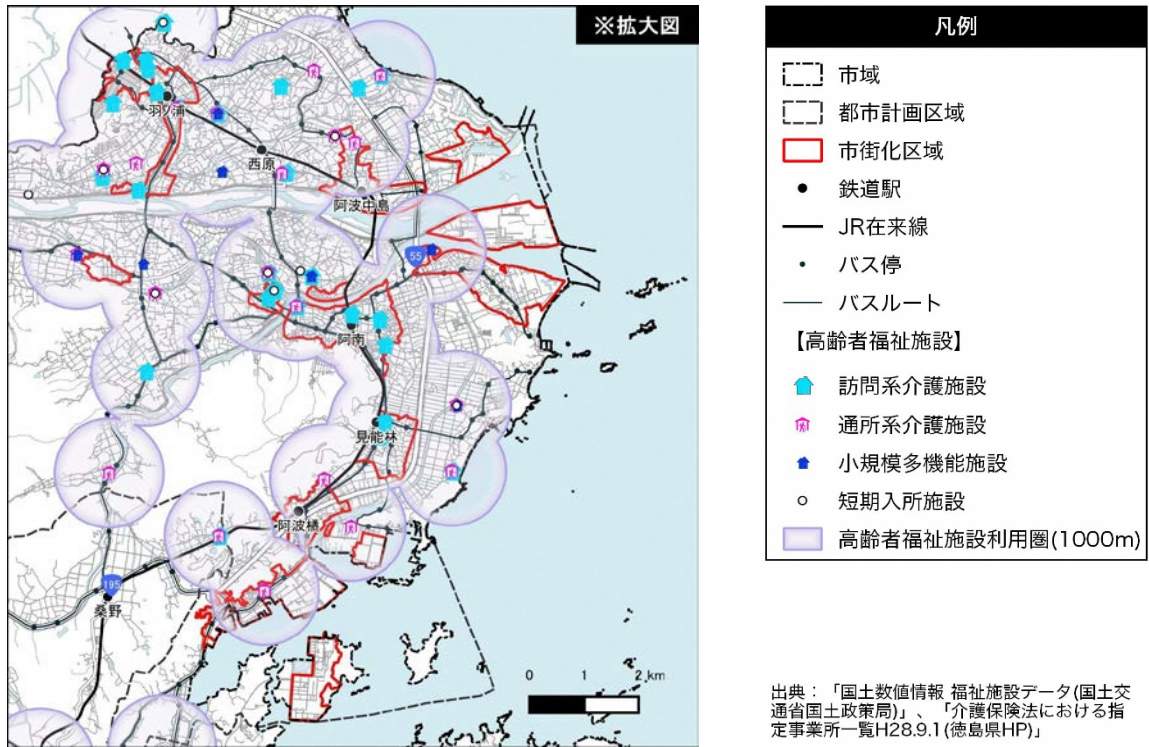 ※拡大図
羽ノ浦
西原
阿波中島
55
阿南
見能林
阿波橘
195
桑野
0 1 2 km
凡例
市域
都市計画区域
市街化区域
鉄道駅
JR在来線
バス停
バスルート
【高齢者福祉施設】
訪問系介護施設
通所系介護施設
小規模多機能施設
短期入所施設
高齢者福祉施設利用圏(1000m)
出典：「国土数値情報 福祉施設データ(国土交
通省国土政策局)」、「介護保険法における指
定事業所一覧H28.9.1(徳島県HP)」